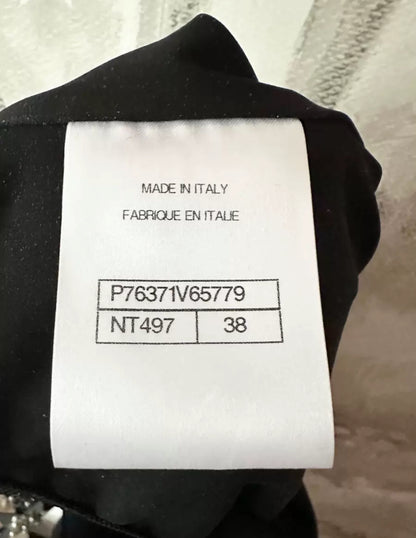 MADE IN ITALY
FABRIQUE EN ITALIE
P76371V65779
NT497 38